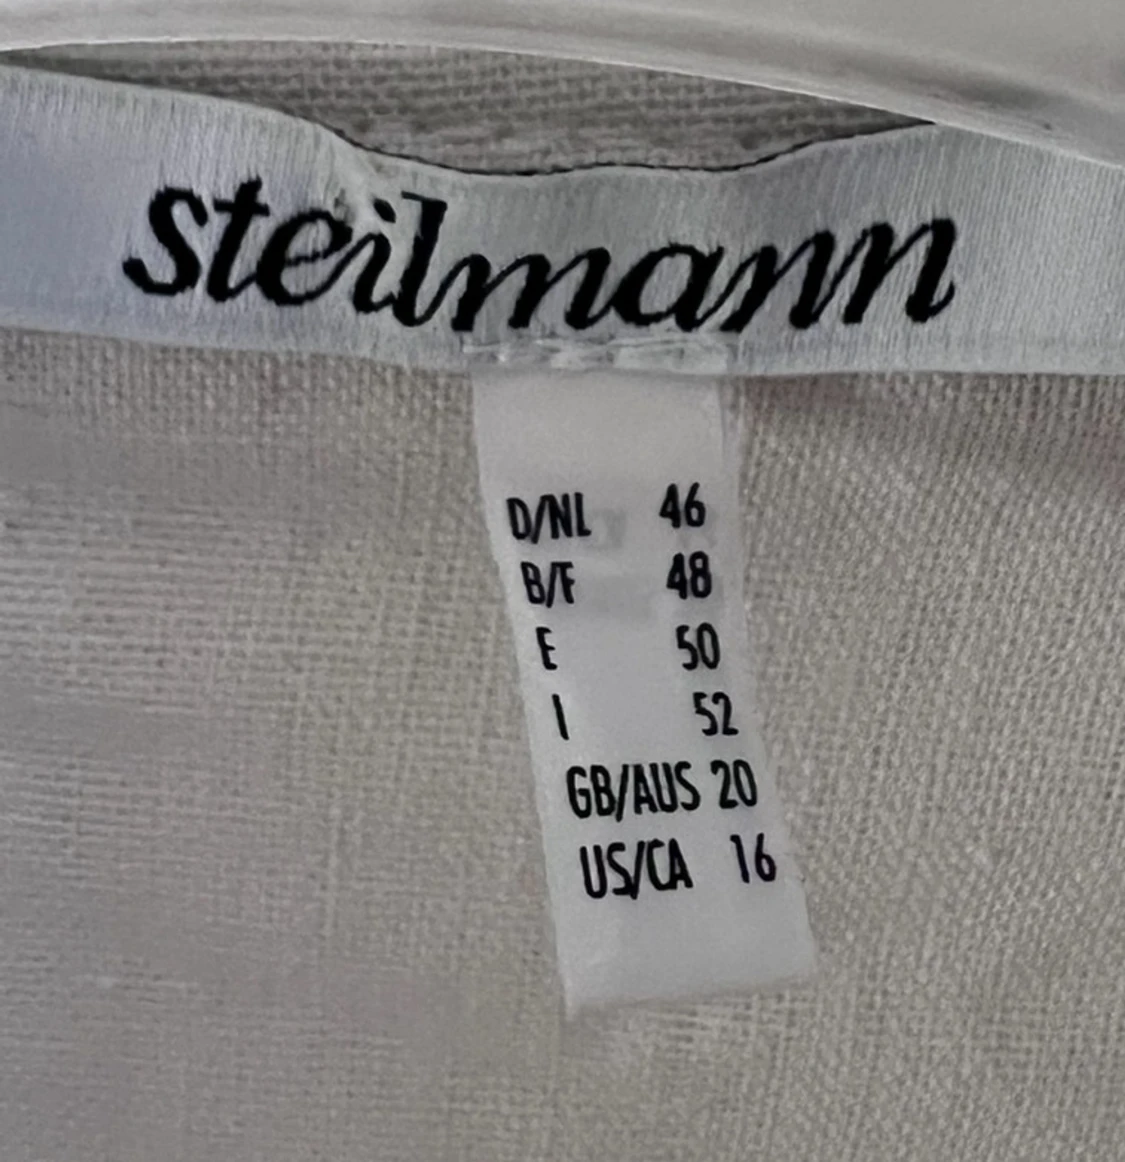 steilmann
D/NL 46
B/F 48
E 50
I 52
GB/AUS 20
US/CA 16